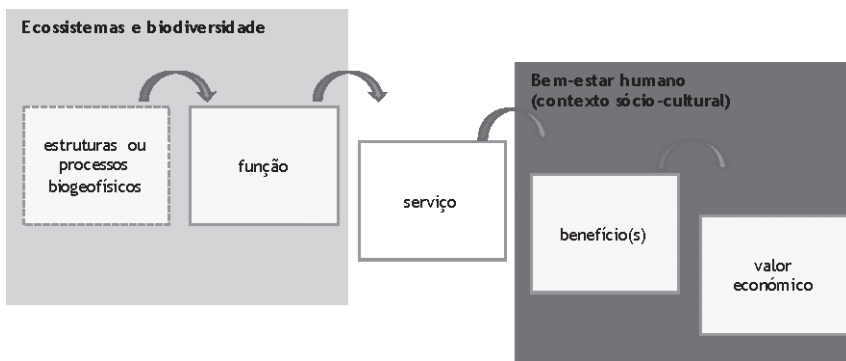 Ecossistemas e biodiversidade
estruturas ou
processos
biogeofísicos
função
serviço
Bem-estar humano
(contexto sócio-cultural)
benefício(s)
valor
económico